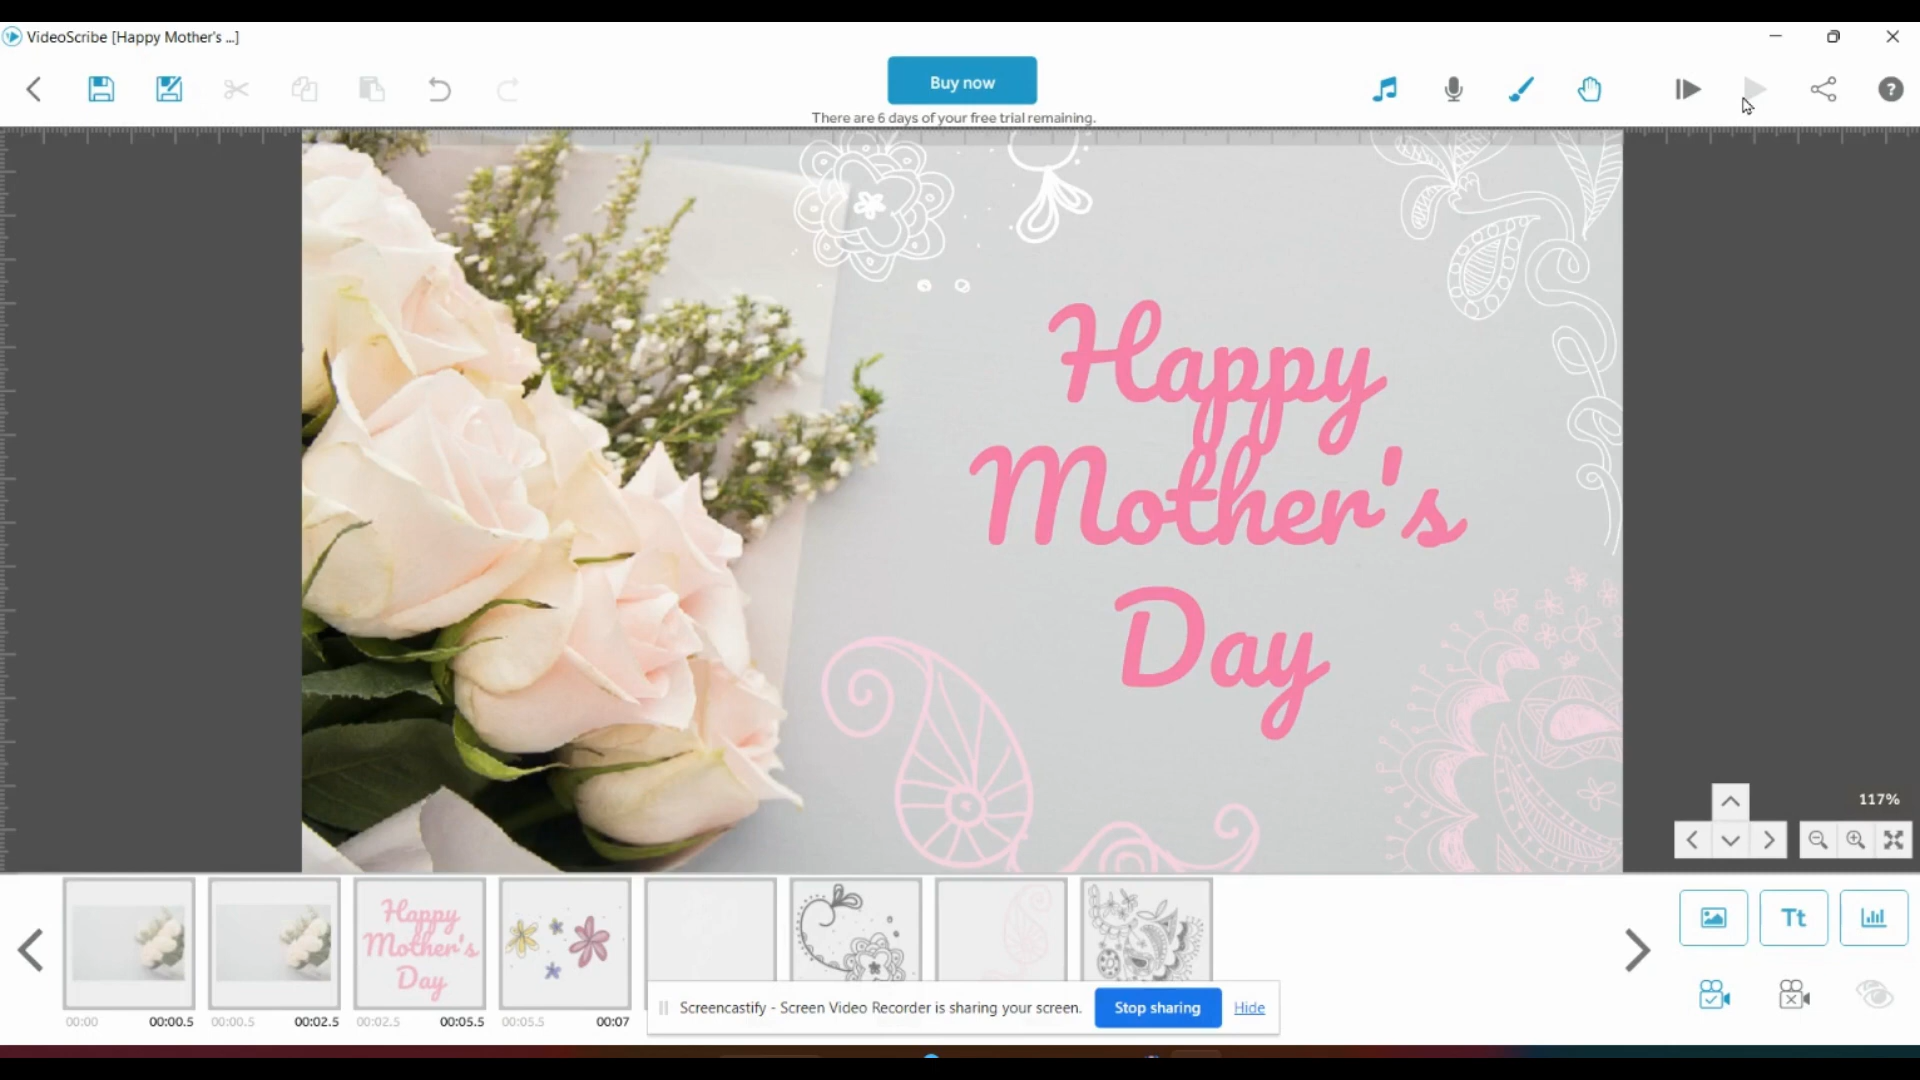 VideoScribe [Happy Mother's ...]
Buy now
There are 6 days of your free trial remaining.
?
Happy
Mother's
Day
117%
Happy
Mother's
Day
Tt
00:00 00:00.5 00:00.5 00:02.5 00:02.5 00:05.5 00:05.5 00:07
Screencastify - Screen Video Recorder is sharing your screen. Stop sharing Hide